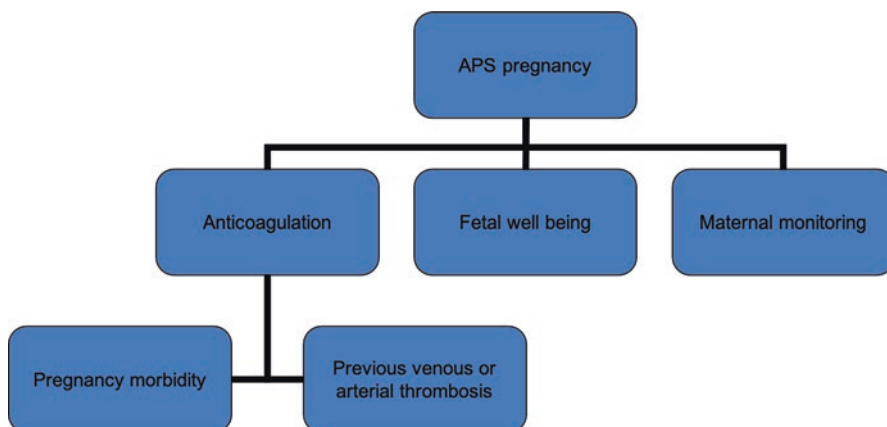 APS pregnancy
Anticoagulation
Fetal well being
Maternal monitoring
Pregnancy morbidity
Previous venous or
arterial thrombosis